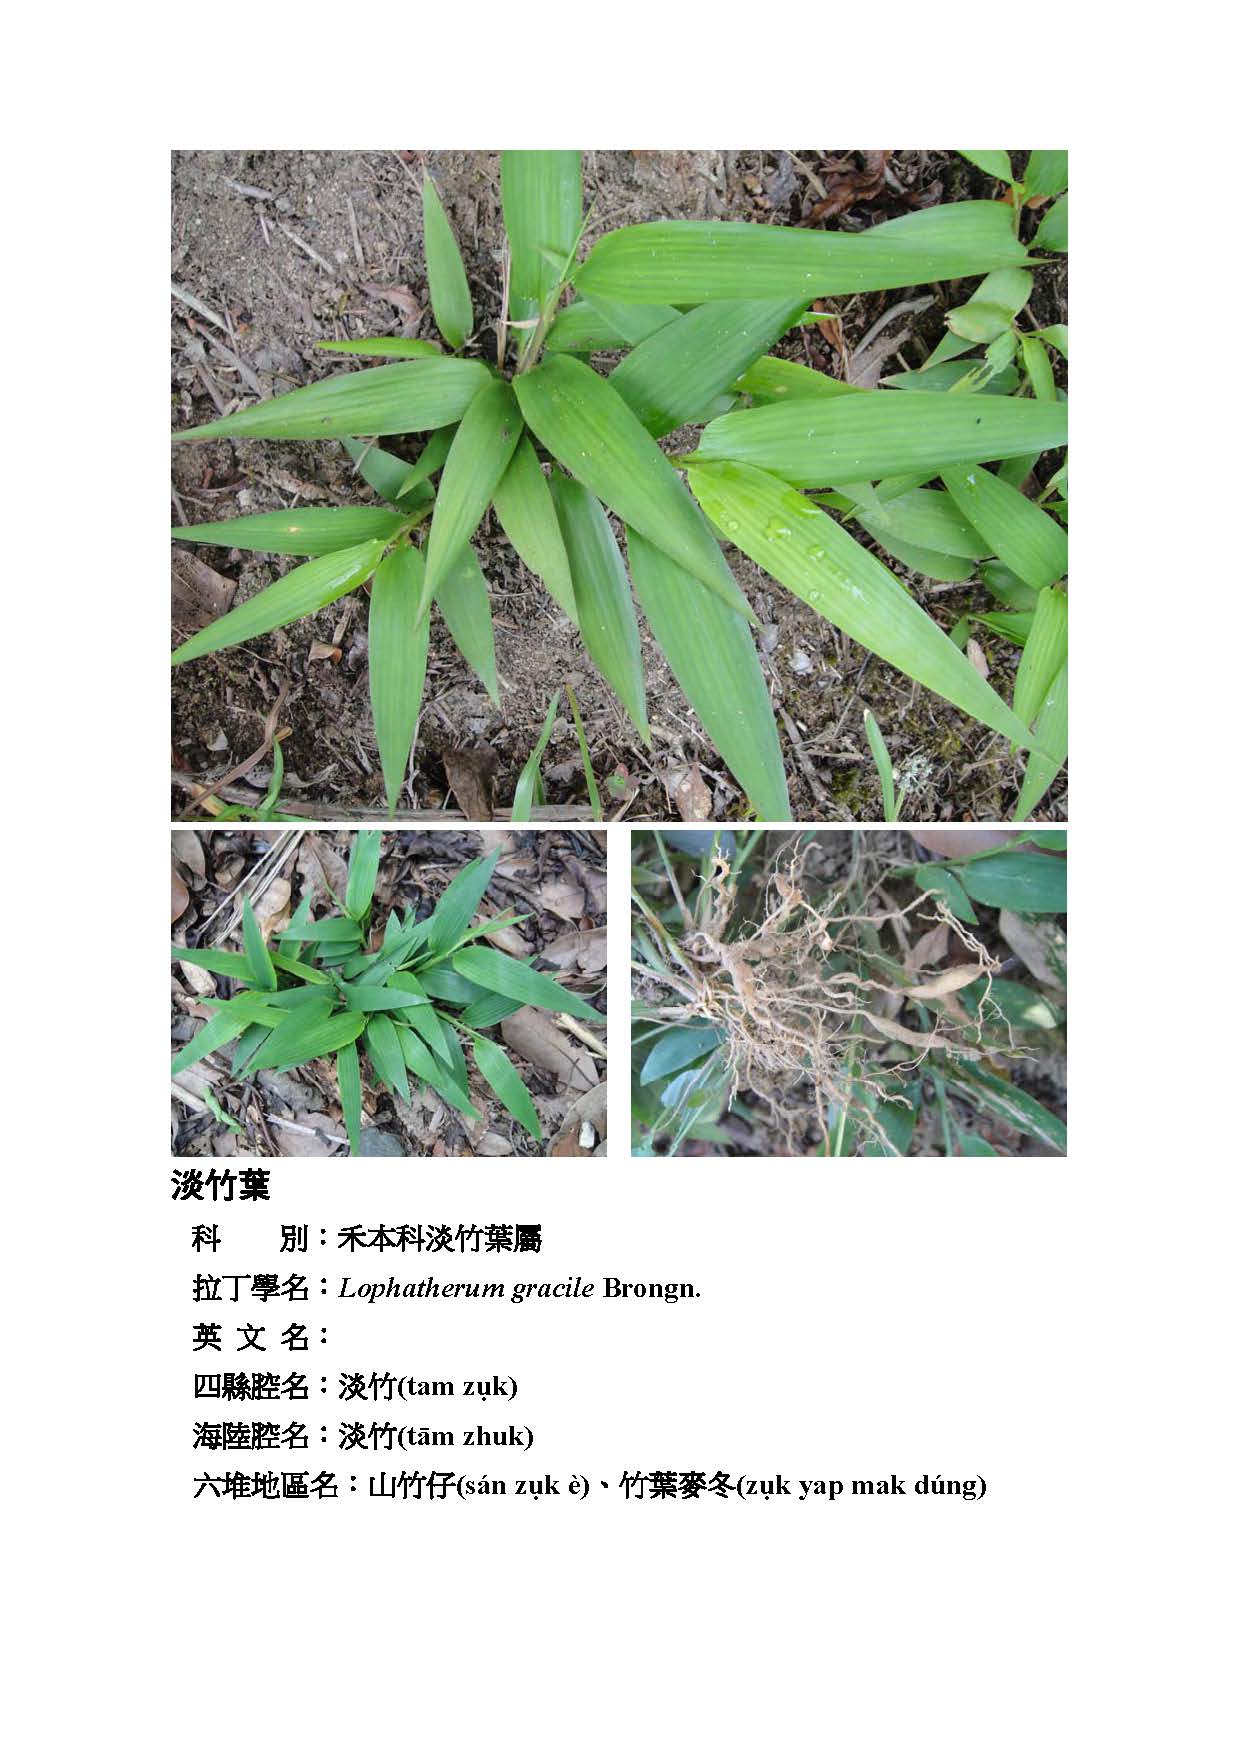 淡竹葉
科　　別：禾本科淡竹葉屬
拉丁學名：Lophatherum gracile Brongn.
英 文 名：
四縣腔名：淡竹(tam zụk)
海陸腔名：淡竹(tām zhuk)
六堆地區名：山竹仔(sán zụk è)、竹葉麥冬(zụk yap mak dúng)